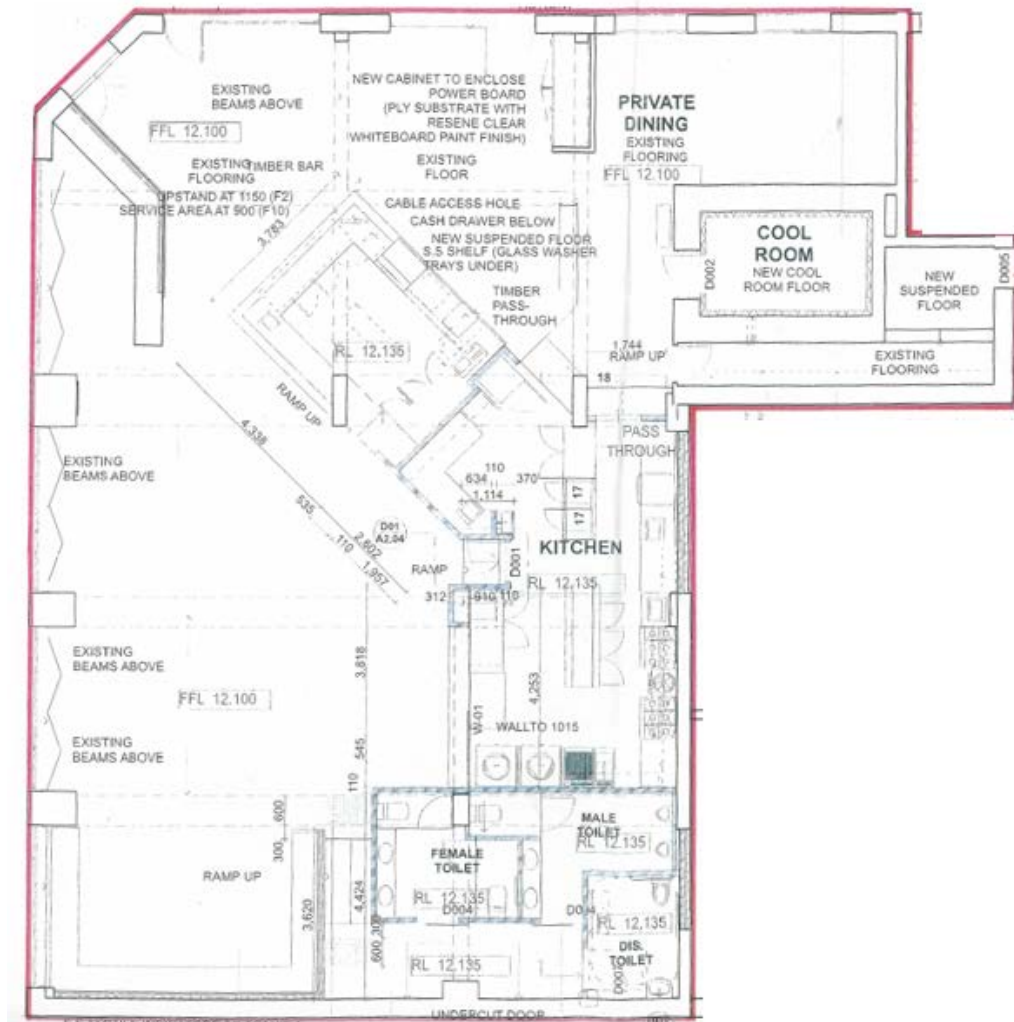 EXISTING
BEAMS ABOVE
FFL 12.100
EXISTING
FLOORING
TIMBER BAR
UPSTAND AT 1150 (F2)
SERVICE AREA AT 900 (F10)
3,783
NEW CABINET TO ENCLOSE
POWER BOARD
(PLY SUBSTRATE WITH
RESENE CLEAR
WHITEBOARD PAINT FINISH)
EXISTING
FLOOR
CABLE ACCESS HOLE
CASH DRAWER BELOW
NEW SUSPENDED FLOOR
S.S SHELF (GLASS WASHER
TRAYS UNDER)
TIMBER
PASS-
THROUGH
PRIVATE
DINING
EXISTING
FLOORING
FFL 12.100
COOL
ROOM
NEW COOL
ROOM FLOOR
D002
NEW
SUSPENDED
FLOOR
D005
EXISTING
FLOORING
1,744
RAMP UP
18
RL 12.135
RAMP UP
4,338
PASS
THROUGH
EXISTING
BEAMS ABOVE
110
634
370
1,114
17
17
535
D01
A2.04
2,602
110
1,957
RAMP
D001
KITCHEN
RL 12.135
312
910
110
3,818
4,253
EXISTING
BEAMS ABOVE
FFL 12.100
W-01
WALL TO 1015
EXISTING
BEAMS ABOVE
545
110
600
300
MALE
TOILET
RL 12.135
FEMALE
TOILET
RL 12.135
D004
RAMP UP
3,620
4,424
300
600
RL 12.135
RL 12.135
DIS.
TOILET
UNDERCUT DOOR